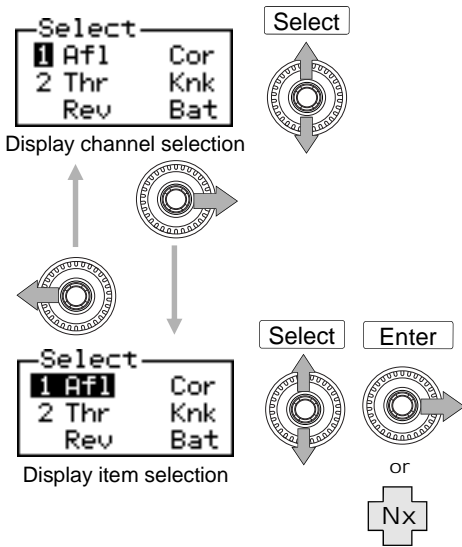 Select
Select
1 Afl Cor
2 Thr Knk
Rev Bat
Display channel selection
Select Enter
Select
1 Afl Cor
2 Thr Knk
Rev Bat
Display item selection
or
Nx